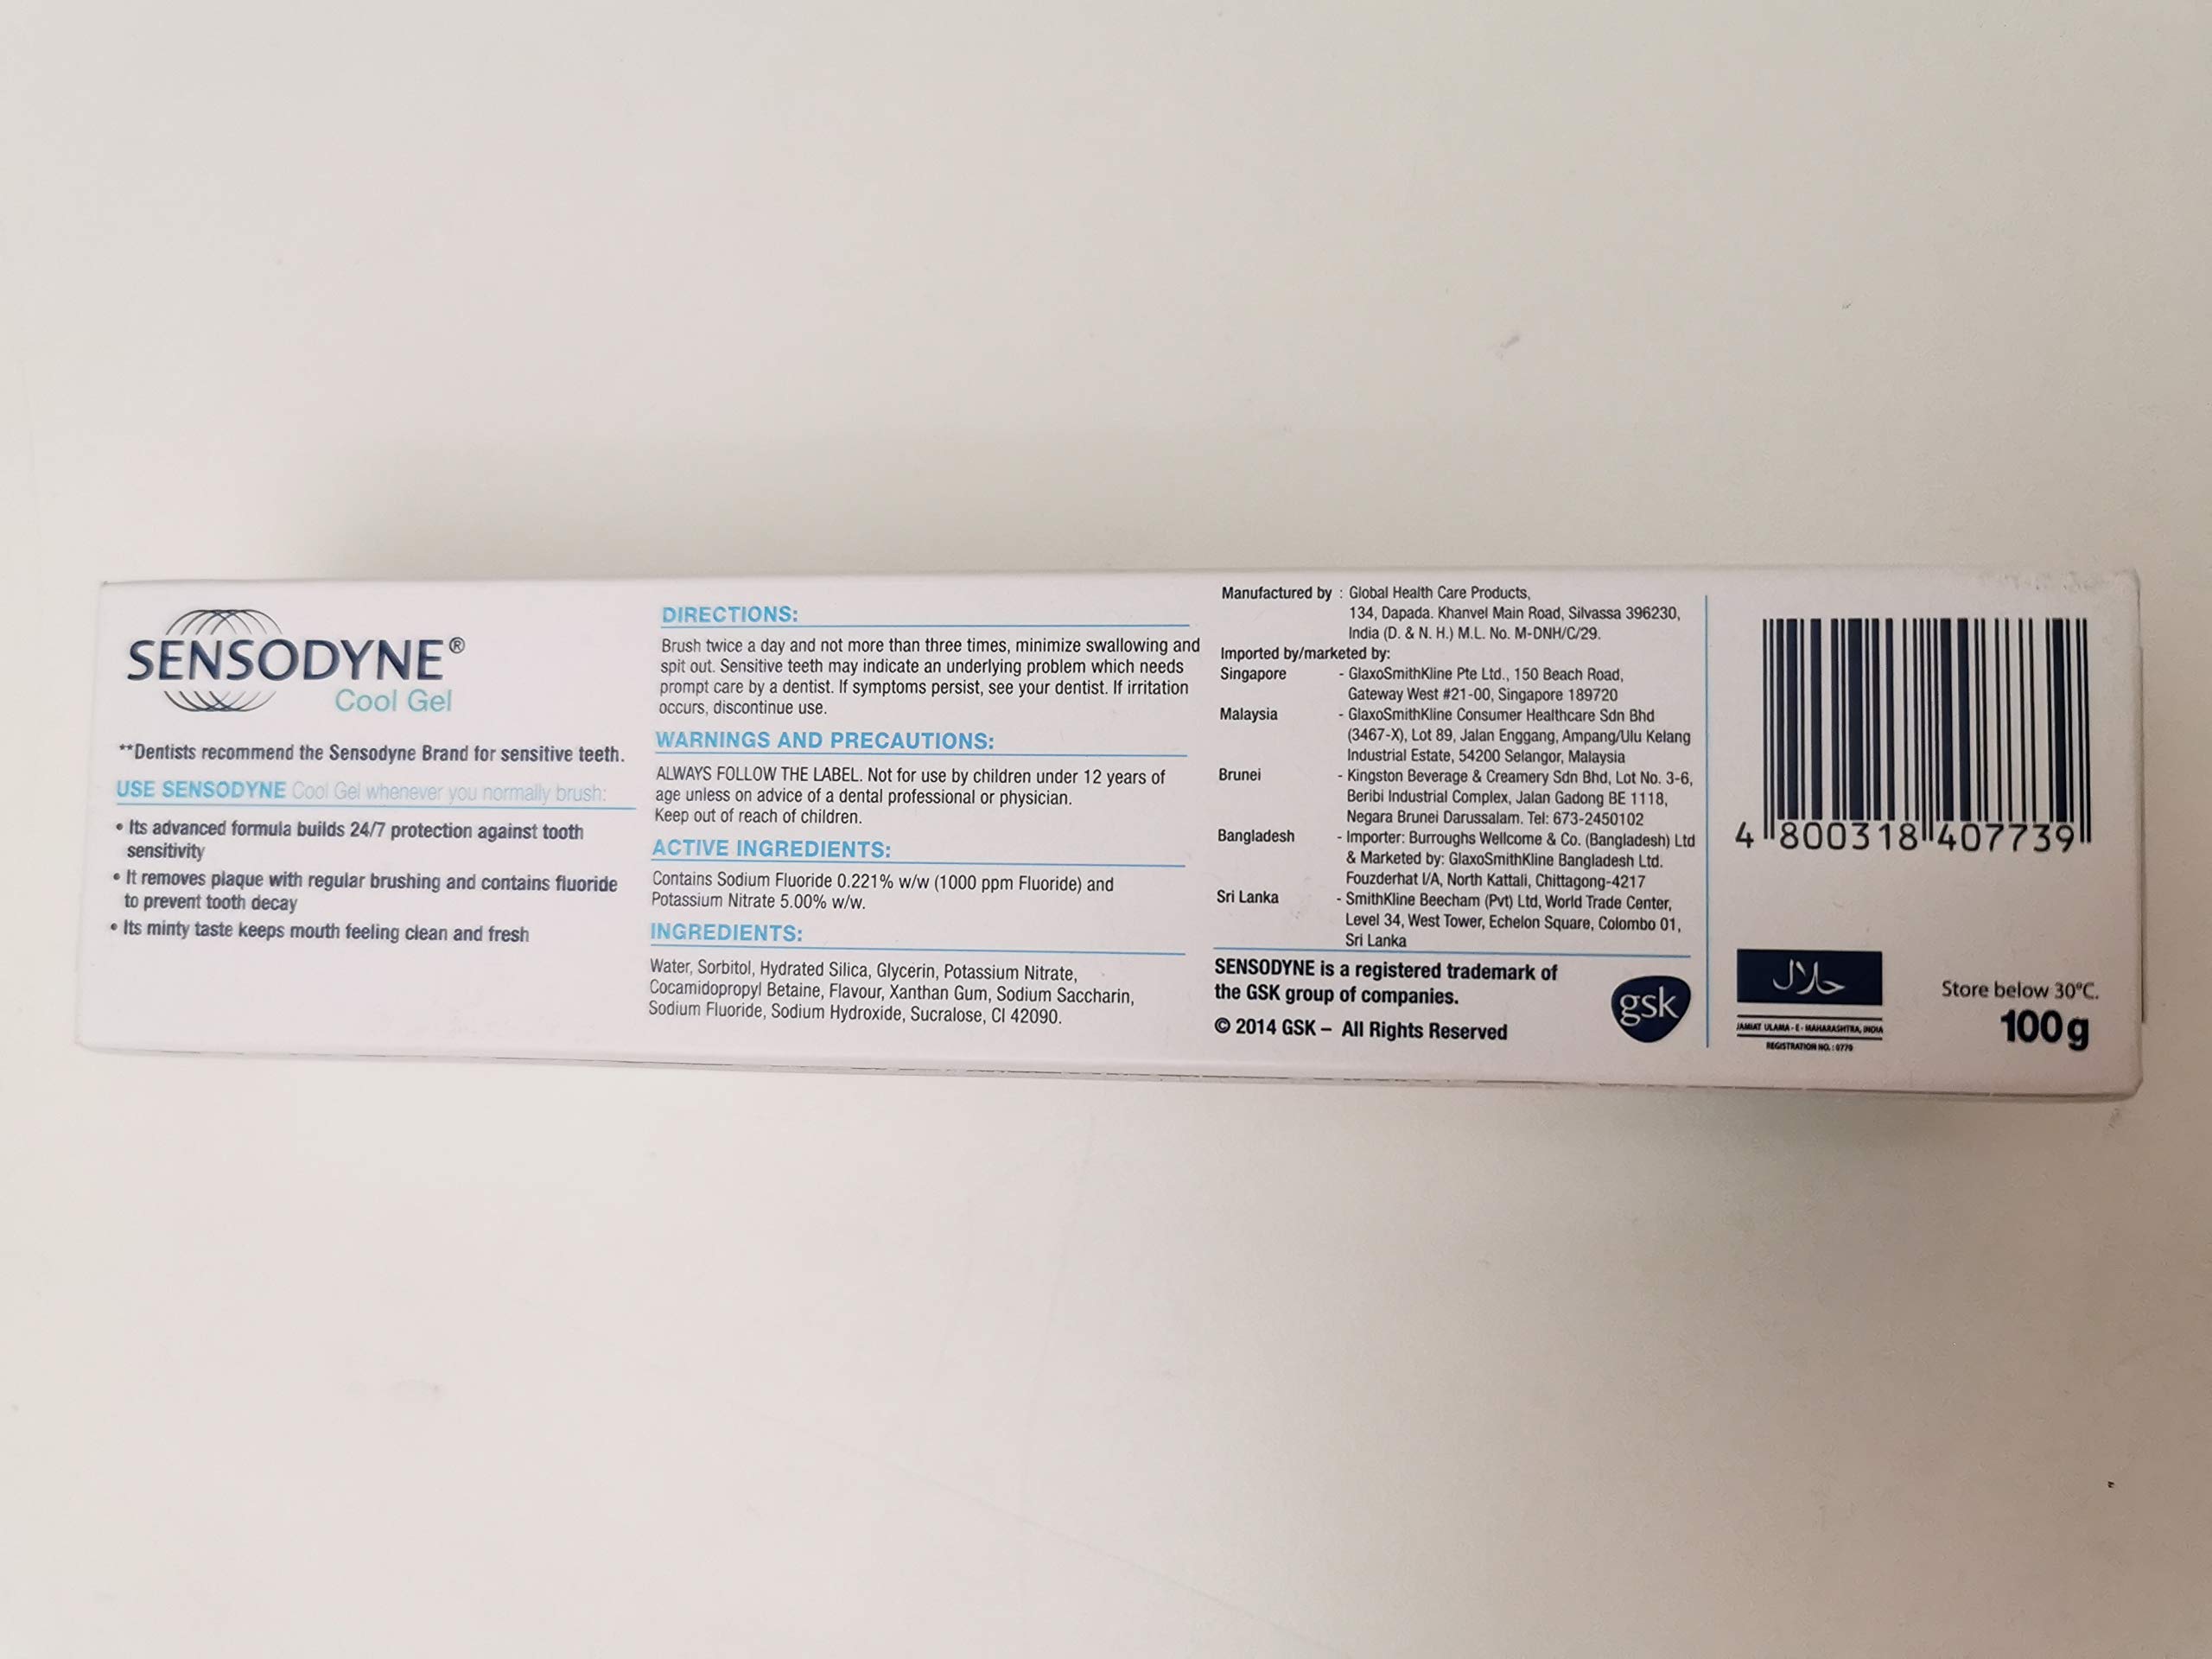 SENSODYNE®
Cool Gel
**Dentists recommend the Sensodyne Brand for sensitive teeth.
USE SENSODYNE Cool Gel whenever you normally brush:
• Its advanced formula builds 24/7 protection against tooth
sensitivity
• It removes plaque with regular brushing and contains fluoride
to prevent tooth decay
• Its minty taste keeps mouth feeling clean and fresh
DIRECTIONS:
Brush twice a day and not more than three times, minimize swallowing and
spit out. Sensitive teeth may indicate an underlying problem which needs
prompt care by a dentist. If symptoms persist, see your dentist. If irritation
occurs, discontinue use.
WARNINGS AND PRECAUTIONS:
ALWAYS FOLLOW THE LABEL. Not for use by children under 12 years of
age unless on advice of a dental professional or physician.
Keep out of reach of children.
ACTIVE INGREDIENTS:
Contains Sodium Fluoride 0.221% w/w (1000 ppm Fluoride) and
Potassium Nitrate 5.00% w/w.
INGREDIENTS:
Water, Sorbitol, Hydrated Silica, Glycerin, Potassium Nitrate,
Cocamidopropyl Betaine, Flavour, Xanthan Gum, Sodium Saccharin,
Sodium Fluoride, Sodium Hydroxide, Sucralose, CI 42090.
Manufactured by : Global Health Care Products,
134, Dapada. Khanvel Main Road, Silvassa 396230,
India (D. & N. H.) M.L. No. M-DNH/C/29.
Imported by/marketed by:
Singapore - GlaxoSmithKline Pte Ltd., 150 Beach Road,
Gateway West #21-00, Singapore 189720
Malaysia - GlaxoSmithKline Consumer Healthcare Sdn Bhd
(3467-X), Lot 89, Jalan Enggang, Ampang/Ulu Kelang
Industrial Estate, 54200 Selangor, Malaysia
Brunei - Kingston Beverage & Creamery Sdn Bhd, Lot No. 3-6,
Beribi Industrial Complex, Jalan Gadong BE 1118,
Negara Brunei Darussalam. Tel: 673-2450102
Bangladesh - Importer: Burroughs Wellcome & Co. (Bangladesh) Ltd
& Marketed by: GlaxoSmithKline Bangladesh Ltd.
Fouzderhat I/A, North Kattali, Chittagong-4217
Sri Lanka - SmithKline Beecham (Pvt) Ltd, World Trade Center,
Level 34, West Tower, Echelon Square, Colombo 01,
Sri Lanka
SENSODYNE is a registered trademark of
the GSK group of companies.
© 2014 GSK – All Rights Reserved
gsk
4 800318 407739
حلال
JAMIAT ULAMA - E - MAHARASHTRA, INDIA
REGISTRATION NO. : 0770
Store below 30°C.
100g